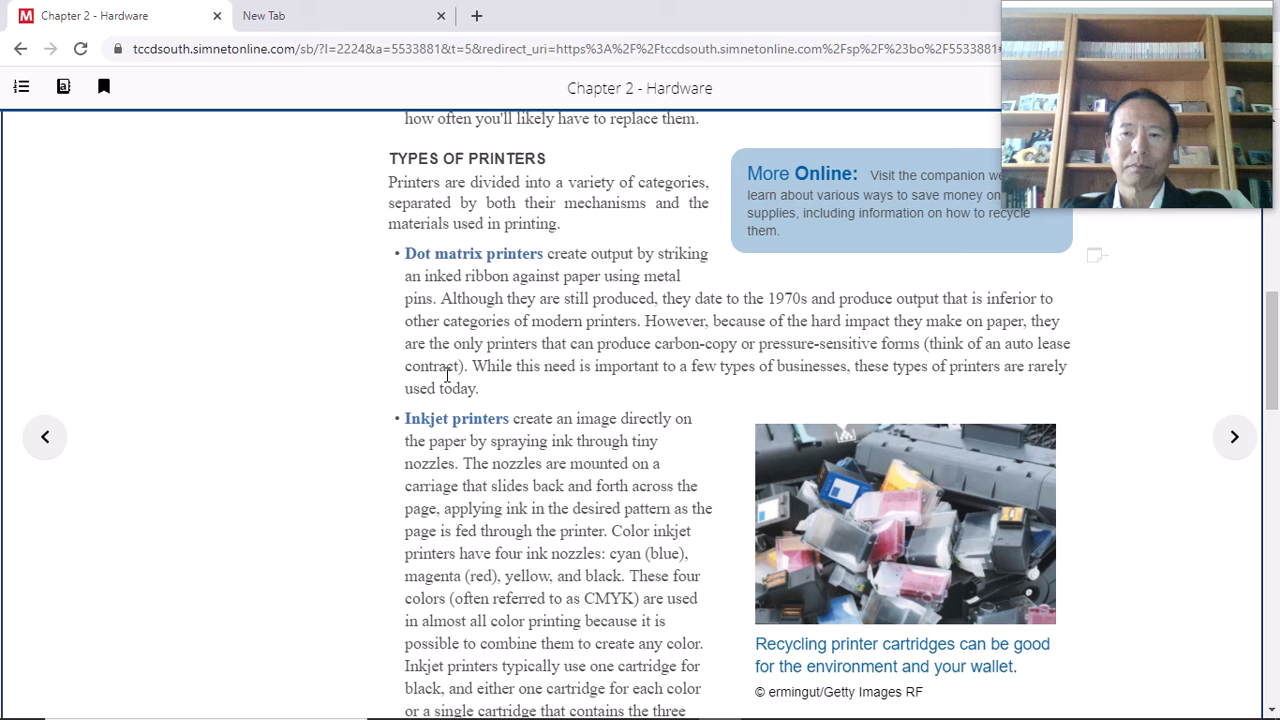 Chapter 2 - Hardware
New Tab
tccdsouth.simnetonline.com/sb/?l=2224&a=5533881&t=5&redirect_uri=https%3A%2F%2Ftccdsouth.simnetonline.com%2Fsp%2F%23bo%2F5533881
Chapter 2 - Hardware
how often you'll likely have to replace them.
TYPES OF PRINTERS
Printers are divided into a variety of categories,
separated by both their mechanisms and the
materials used in printing.
• Dot matrix printers create output by striking
an inked ribbon against paper using metal
pins. Although they are still produced, they date to the 1970s and produce output that is inferior to
other categories of modern printers. However, because of the hard impact they make on paper, they
are the only printers that can produce carbon-copy or pressure-sensitive forms (think of an auto lease
contract). While this need is important to a few types of businesses, these types of printers are rarely
used today.
More Online: Visit the companion
learn about various ways to save money on
supplies, including information on how to recycle
them.
• Inkjet printers create an image directly on
the paper by spraying ink through tiny
nozzles. The nozzles are mounted on a
carriage that slides back and forth across the
page, applying ink in the desired pattern as the
page is fed through the printer. Color inkjet
printers have four ink nozzles: cyan (blue),
magenta (red), yellow, and black. These four
colors (often referred to as CMYK) are used
in almost all color printing because it is
possible to combine them to create any color.
Inkjet printers typically use one cartridge for
black, and either one cartridge for each color
or a single cartridge that contains the three
Recycling printer cartridges can be good
for the environment and your wallet.
© ermingut/Getty Images RF